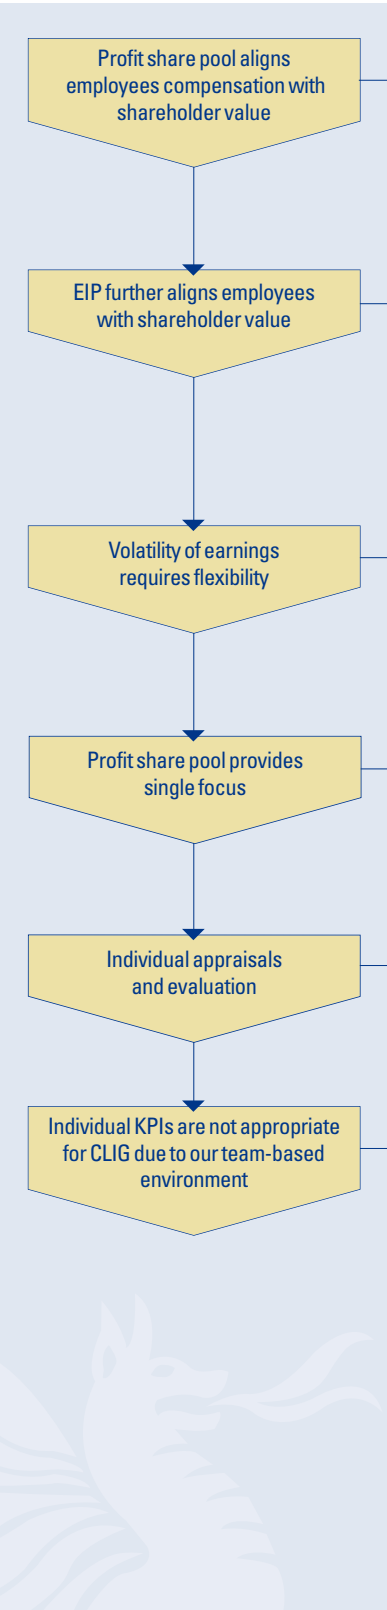 Profit share pool aligns
employees compensation with
shareholder value
EIP further aligns employees
with shareholder value
Volatility of earnings
requires flexibility
Profit share pool provides
single focus
Individual appraisals
and evaluation
Individual KPIs are not appropriate
for CLIG due to our team-based
environment